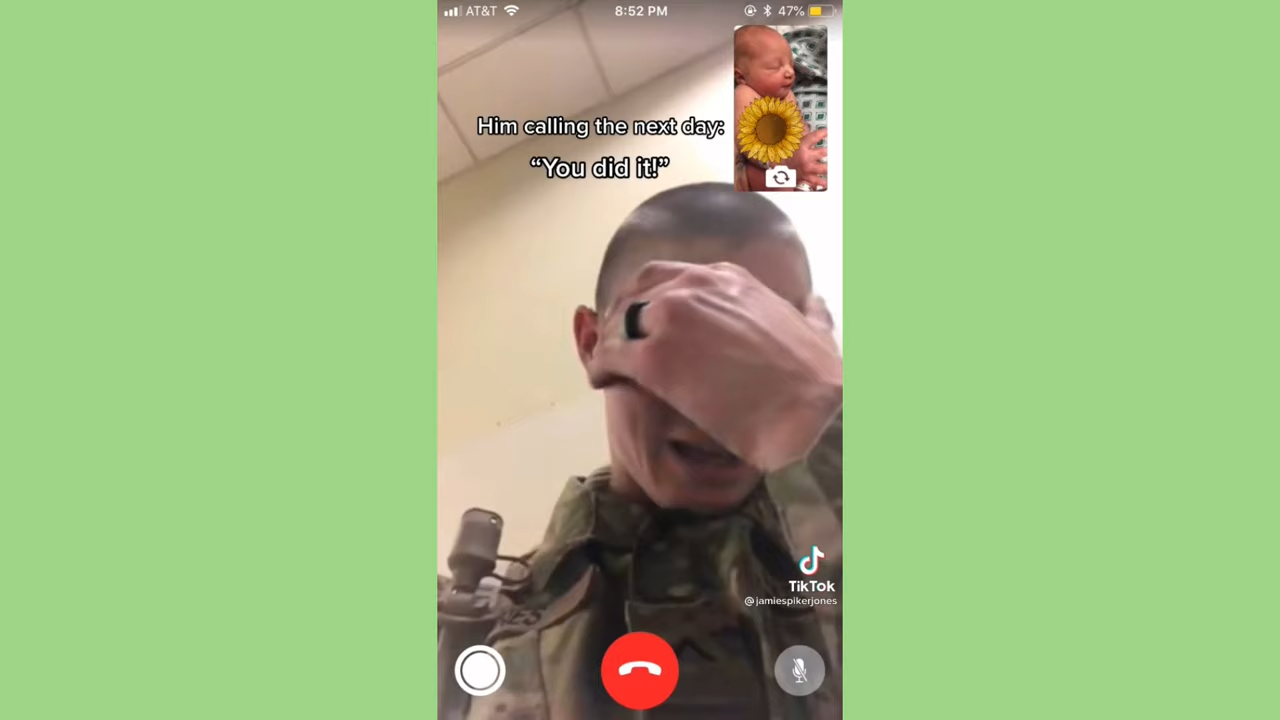 AT&T
8:52 PM
47%
Him calling the next day:
“You did it!”
TikTok
@jamiespikerjones